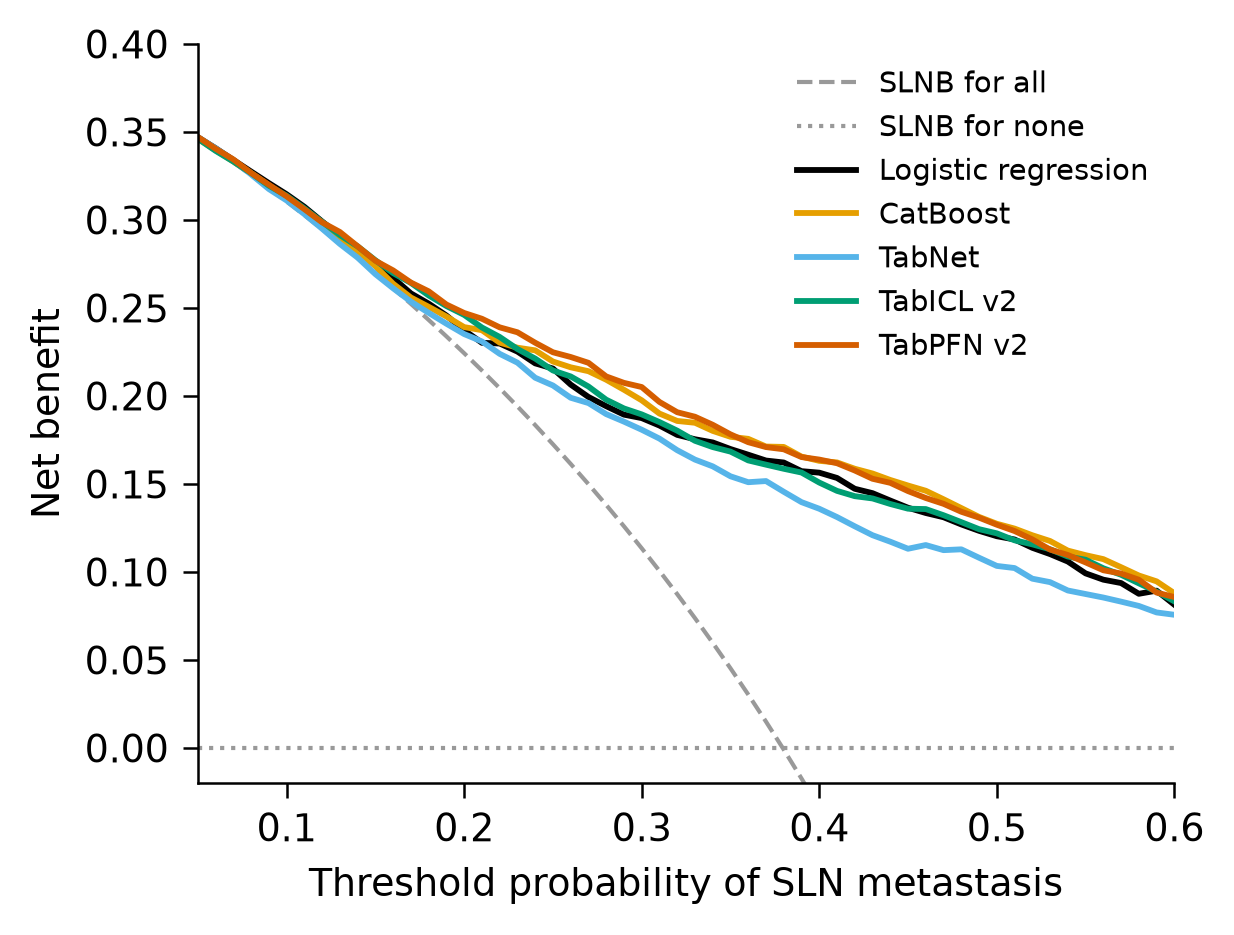 0.40
0.35
0.30
0.25
0.20
0.15
0.10
0.05
0.00
Net benefit
SLNB for all
SLNB for none
Logistic regression
CatBoost
TabNet
TabICL v2
TabPFN v2
0.1 0.2 0.3 0.4 0.5 0.6
Threshold probability of SLN metastasis